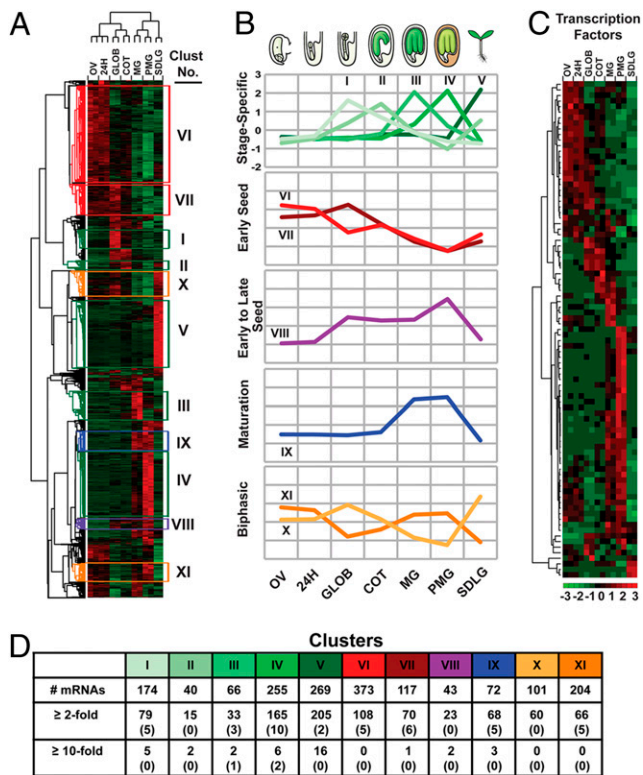 A
OV
24H
GLOB
COT
MG
PMG
SDLG
Clust
No.
VI
VII
I
II
X
V
III
IX
IV
VIII
XI
B
I II III IV V
Stage-Specific
3
2
1
0
-1
-2
Early Seed
VI
VII
Early to Late
Seed
VIII
Maturation
IX
Biphasic
XI
X
OV 24H GLOB COT MG PMG SDLG
C
Transcription
Factors
OV
24H
GLOB
COT
MG
PMG
SDLG
-3 -2 -1 0 1 2 3
D
Clusters
I II III IV V VI VII VIII IX X XI
# mRNAs 174 40 66 255 269 373 117 43 72 101 204
≥ 2-fold 79 15 33 165 205 108 70 23 68 60 66
(5) (0) (3) (10) (2) (5) (6) (0) (5) (0) (5)
≥ 10-fold 5 2 2 6 16 0 1 2 3 0 0
(0) (0) (1) (2) (0) (0) (0) (0) (0) (0) (0)